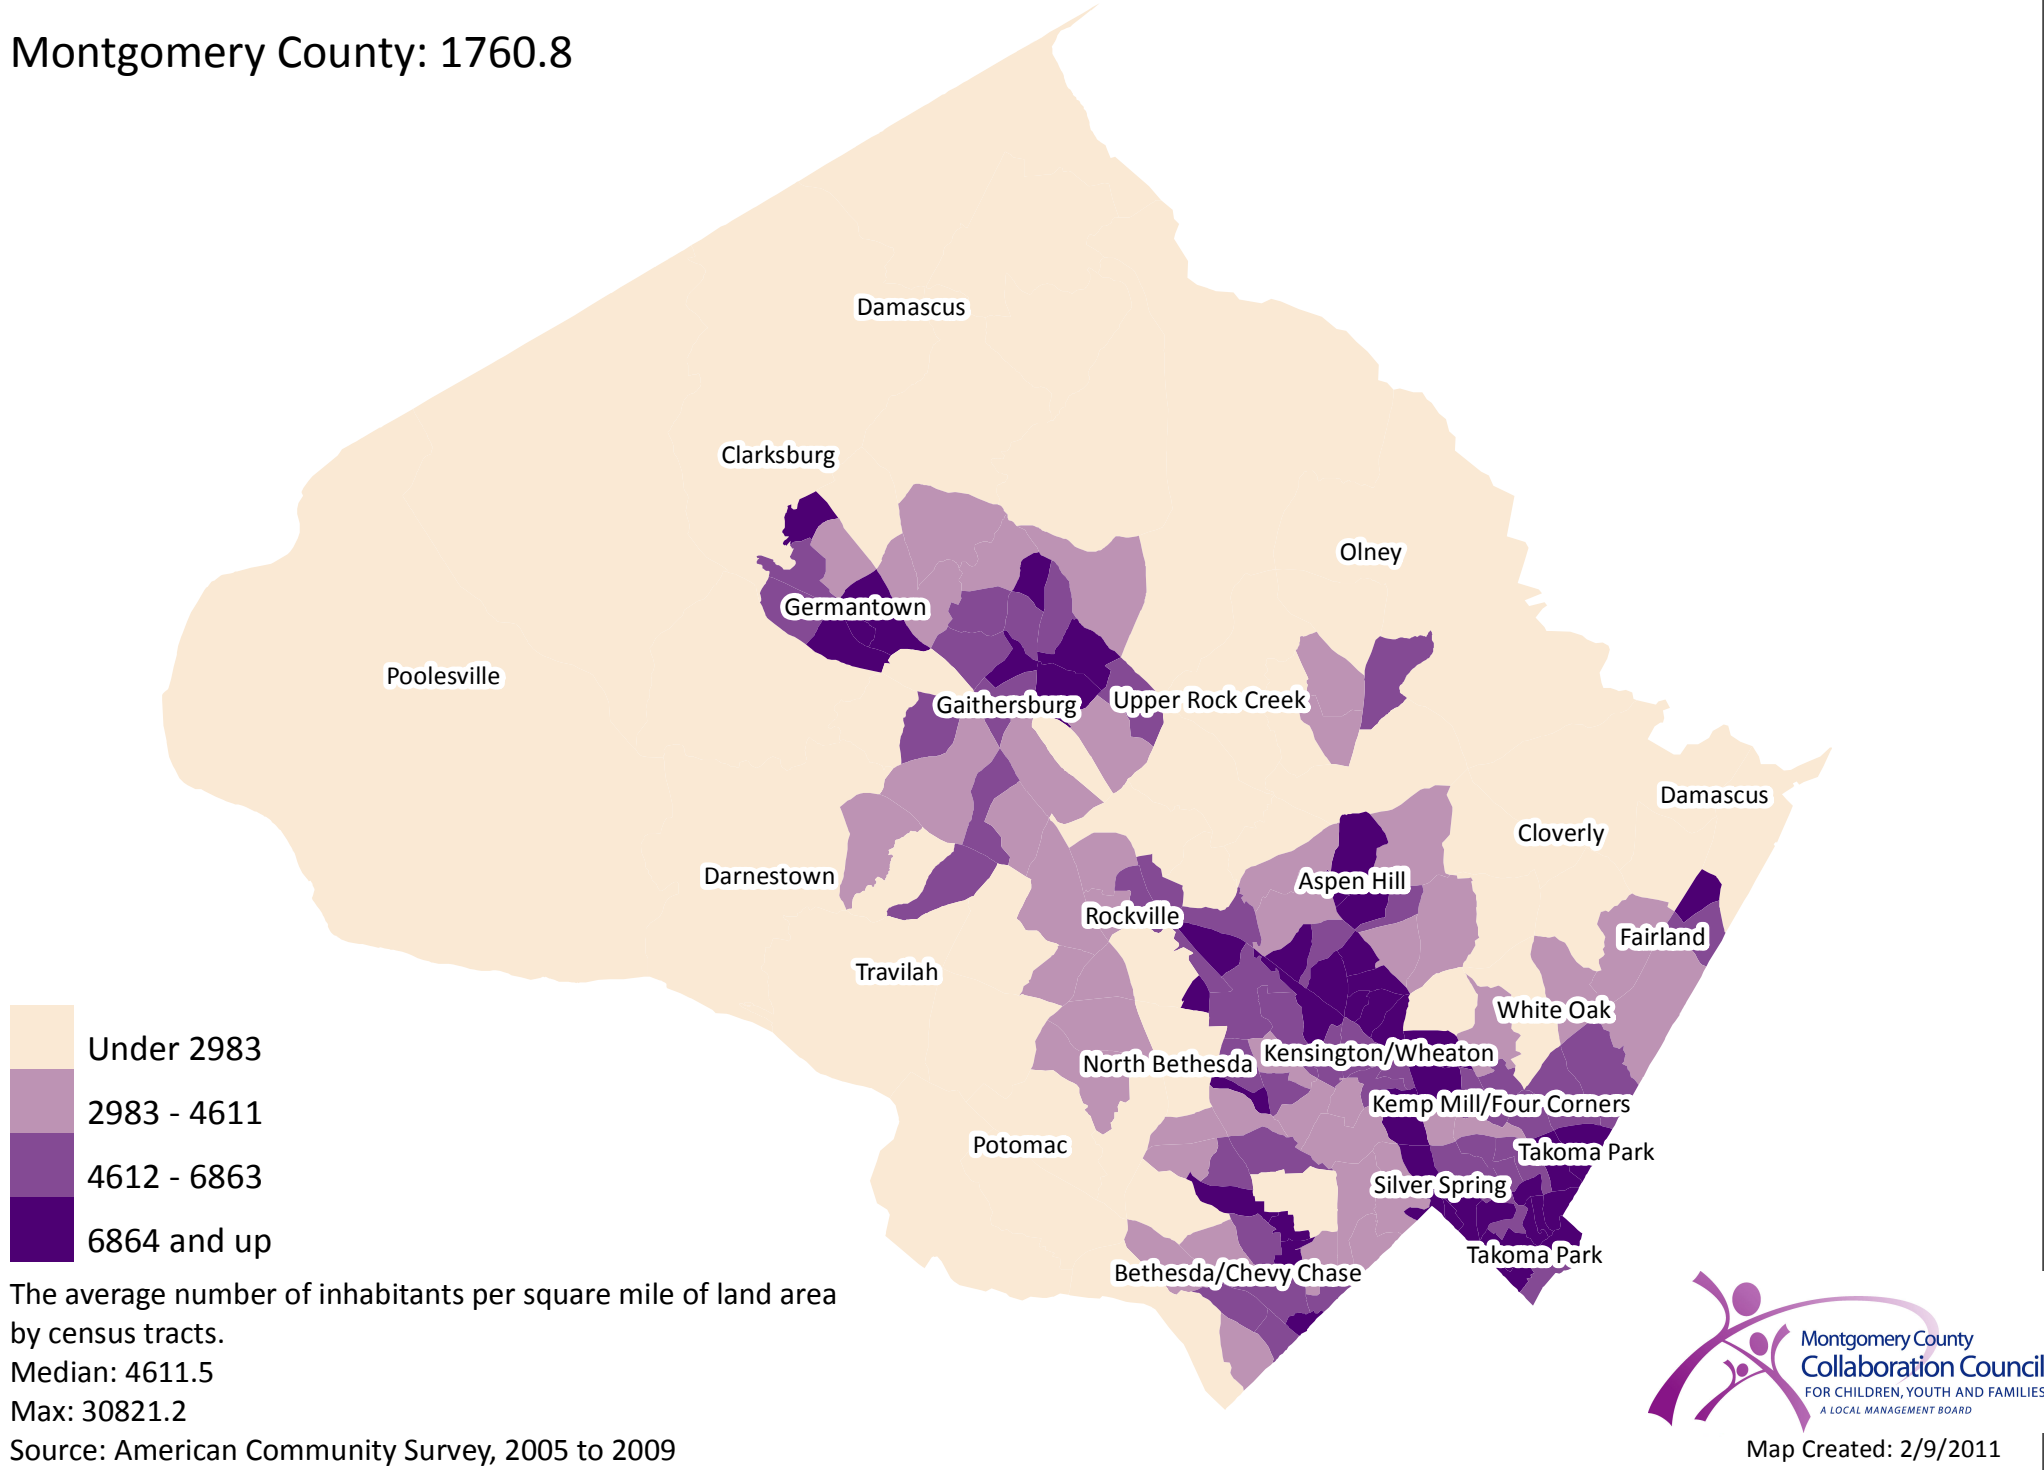 Montgomery County: 1760.8
Damascus
Clarksburg
Olney
Germantown
Poolesville
Gaithersburg
Upper Rock Creek
Damascus
Cloverly
Darnestown
Aspen Hill
Rockville
Fairland
Travilah
White Oak
North Bethesda
Kensington/Wheaton
Kemp Mill/Four Corners
Potomac
Takoma Park
Silver Spring
Takoma Park
Bethesda/Chevy Chase
Under 2983
2983 - 4611
4612 - 6863
6864 and up
The average number of inhabitants per square mile of land area
by census tracts.
Median: 4611.5
Max: 30821.2
Source: American Community Survey, 2005 to 2009
Montgomery County
Collaboration Council
FOR CHILDREN, YOUTH AND FAMILIES
A LOCAL MANAGEMENT BOARD
Map Created: 2/9/2011